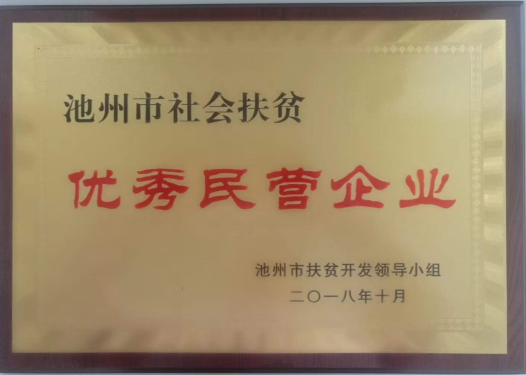 池州市社会扶贫
优秀民营企业
池州市扶贫开发领导小组
二〇一八年十月